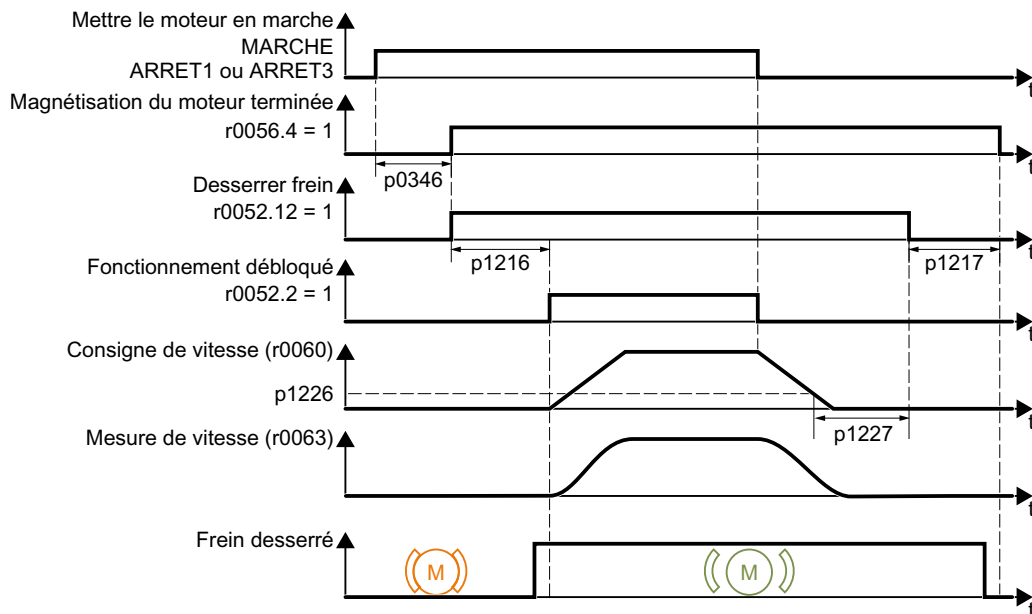 Mettre le moteur en marche
MARCHE
ARRET1 ou ARRET3
t
Magnétisation du moteur terminée
r0056.4 = 1
t
p0346
Desserrer frein
r0052.12 = 1
t
p1216
p1217
Fonctionnement débloqué
r0052.2 = 1
t
Consigne de vitesse (r0060)
p1226
t
p1227
Mesure de vitesse (r0063)
t
Frein desserré
M
M
t